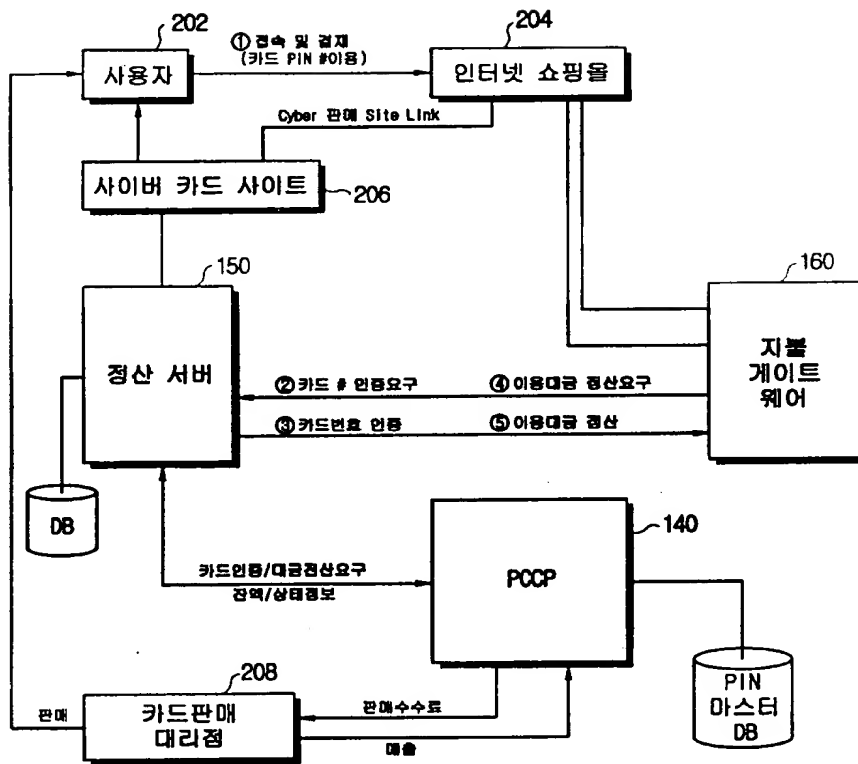 202
① 접속 및 결재
(카드 PIN #이용)
204
사용자
인터넷 쇼핑몰
Cyber 판매 Site Link
사이버 카드 사이트
206
150
160
정산 서버
지불
게이트
웨어
② 카드 # 인증요구
④ 이용대금 정산요구
③ 카드번호 인증
⑤ 이용대금 정산
DB
140
PCCP
카드인증/대금정산요구
잔액/상태정보
PIN
마스터
DB
208
판매
카드판매
대리점
판매수수료
매출